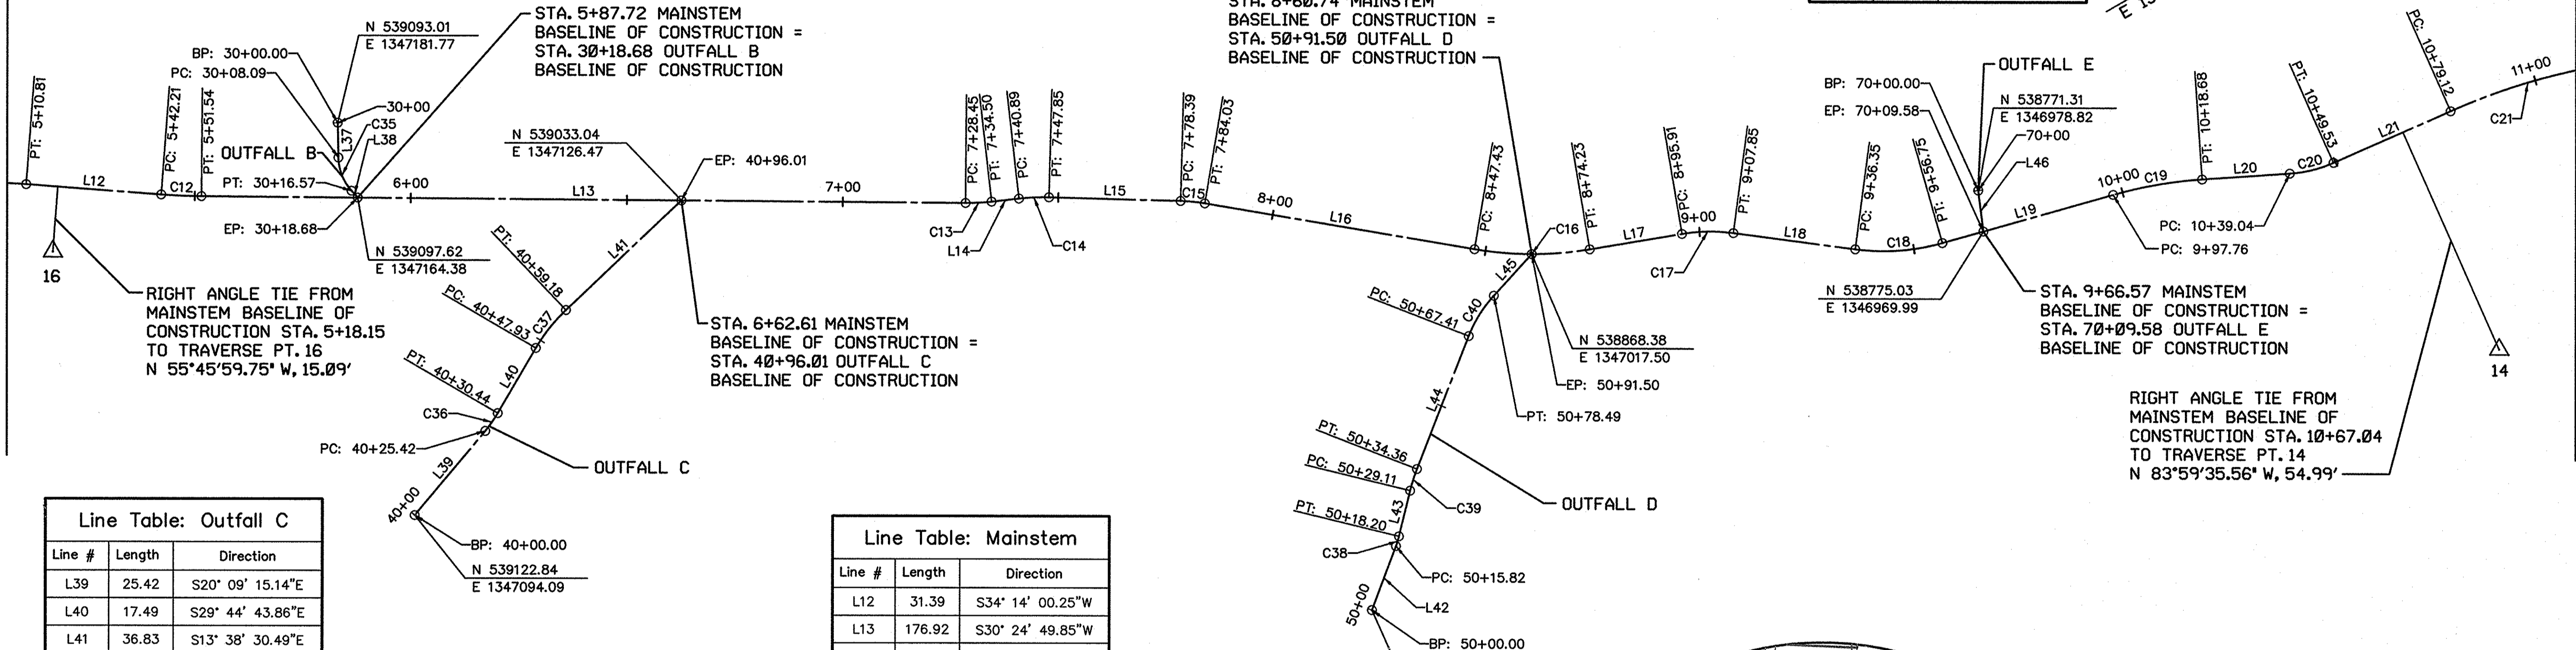 STA. 5+87.72 MAINSTEM
BASELINE OF CONSTRUCTION =
STA. 30+18.68 OUTFALL B
BASELINE OF CONSTRUCTION
N 539093.01
E 1347181.77
BP: 30+00.00
PC: 30+08.09
30+00
C35
L37
L38
OUTFALL B
PT: 30+16.57
EP: 30+18.68
N 539097.62
E 1347164.38
PT: 5+10.81
L12
PC: 5+42.21
C12
PT: 5+51.54
6+00
L13
16
RIGHT ANGLE TIE FROM
MAINSTEM BASELINE OF
CONSTRUCTION STA. 5+18.15
TO TRAVERSE PT. 16
N 55°45'59.75" W, 15.09'
N 539033.04
E 1347126.47
EP: 40+96.01
7+00
L41
PT: 40+59.18
PC: 40+47.93
C37
PT: 40+30.44
L40
C36
PC: 40+25.42
L39
OUTFALL C
40+00
BP: 40+00.00
N 539122.84
E 1347094.09
STA. 6+62.61 MAINSTEM
BASELINE OF CONSTRUCTION =
STA. 40+96.01 OUTFALL C
BASELINE OF CONSTRUCTION
PC: 7+28.45
PT: 7+34.50
PC: 7+40.89
PT: 7+47.85
C13
L14
C14
L15
PC: 7+78.39
C15
PT: 7+84.03
8+00
L16
STA. 8+60.74 MAINSTEM
BASELINE OF CONSTRUCTION =
STA. 50+91.50 OUTFALL D
BASELINE OF CONSTRUCTION
PC: 8+47.43
C16
PT: 8+74.23
L17
PC: 8+95.91
9+00
C17
PT: 9+07.85
L18
PC: 9+36.35
C18
PT: 9+56.75
L45
C40
PC: 50+67.41
N 538868.38
E 1347017.50
EP: 50+91.50
PT: 50+78.49
L44
PT: 50+34.36
PC: 50+29.11
C39
L43
PT: 50+18.20
C38
PC: 50+15.82
L42
50+00
BP: 50+00.00
OUTFALL D
OUTFALL E
BP: 70+00.00
EP: 70+09.58
N 538771.31
E 1346978.82
70+00
L46
N 538775.03
E 1346969.99
STA. 9+66.57 MAINSTEM
BASELINE OF CONSTRUCTION =
STA. 70+09.58 OUTFALL E
BASELINE OF CONSTRUCTION
L19
10+00
C19
PT: 10+18.68
L20
C20
PT: 10+49.53
PC: 10+39.04
PC: 9+97.76
L21
PC: 10+79.12
11+00
C21
14
RIGHT ANGLE TIE FROM
MAINSTEM BASELINE OF
CONSTRUCTION STA. 10+67.04
TO TRAVERSE PT. 14
N 83°59'35.56" W, 54.99'
Line Table: Outfall C
Line # Length Direction
L39 25.42 S20° 09' 15.14"E
L40 17.49 S29° 44' 43.86"E
L41 36.83 S13° 38' 30.49"E
Line Table: Mainstem
Line # Length Direction
L12 31.39 S34° 14' 00.25"W
L13 176.92 S30° 24' 49.85"W